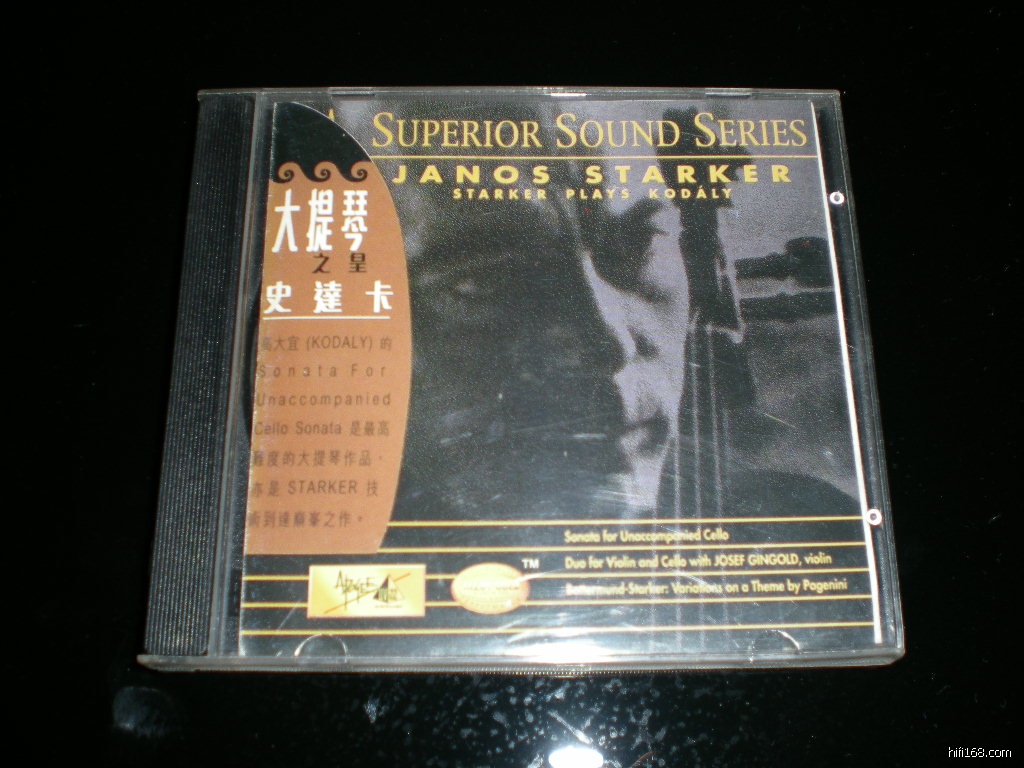 SUPERIOR SOUND SERIES
JANOS STARKER
STARKER PLAYS KODÁLY
大提琴
之星
史達卡
高大宜 (KODALY) 的
Sonata For
Unaccompanied
Cello Sonata 是最高
難度的大提琴作品，
亦是 STARKER 技
術到達巔峯之作。
Sonata for Unaccompanied Cello
Duo for Violin and Cello with JOSEF GINGOLD, violin
Bottermund-Starker: Variations on a Theme by Paganini
TM
hifi168.com